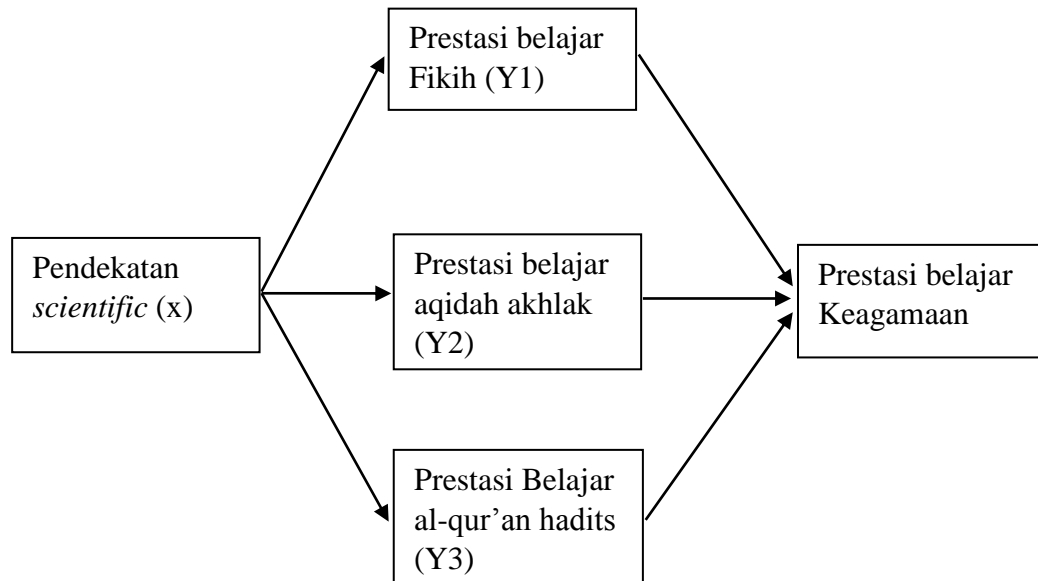 Prestasi belajar
Fikih (Y1)
Pendekatan
scientific (x)
Prestasi belajar
aqidah akhlak
(Y2)
Prestasi belajar
Keagamaan
Prestasi Belajar
al-qur’an hadits
(Y3)